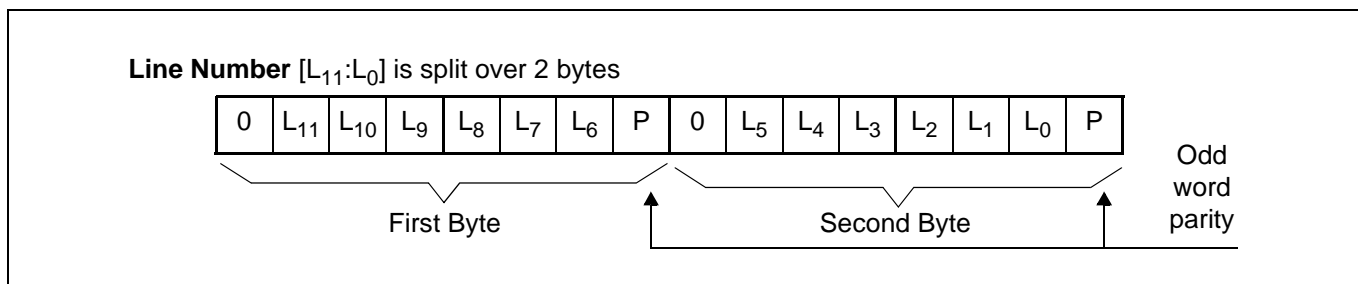 Line Number [L11:L0] is split over 2 bytes
0 L11 L10 L9 L8 L7 L6 P 0 L5 L4 L3 L2 L1 L0 P
First Byte Second Byte
Odd
word
parity